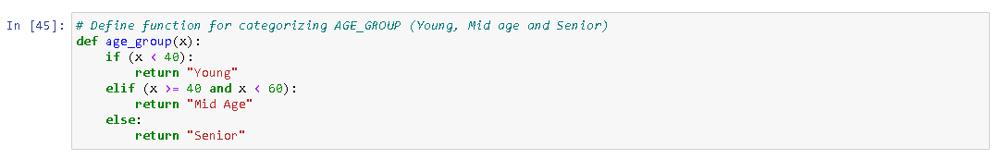 In [45]: # Define function for categorizing AGE_GROUP (Young, Mid age and Senior)
def age_group(x):
    if (x < 40):
        return "Young"
    elif (x >= 40 and x < 60):
        return "Mid Age"
    else:
        return "Senior"